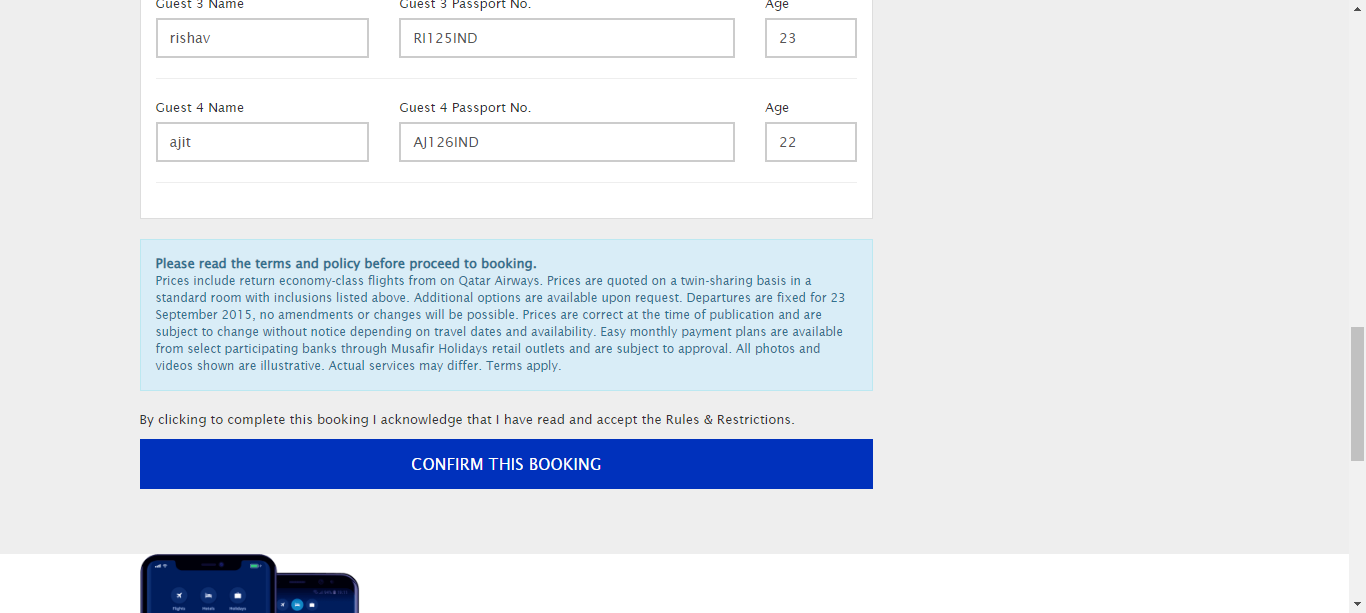 Guest 3 Name Guest 3 Passport No. Age
rishav RI125IND 23
Guest 4 Name Guest 4 Passport No. Age
ajit AJ126IND 22
Please read the terms and policy before proceed to booking.
Prices include return economy-class flights from on Qatar Airways. Prices are quoted on a twin-sharing basis in a
standard room with inclusions listed above. Additional options are available upon request. Departures are fixed for 23
September 2015, no amendments or changes will be possible. Prices are correct at the time of publication and are
subject to change without notice depending on travel dates and availability. Easy monthly payment plans are available
from select participating banks through Musafir Holidays retail outlets and are subject to approval. All photos and
videos shown are illustrative. Actual services may differ. Terms apply.
By clicking to complete this booking I acknowledge that I have read and accept the Rules & Restrictions.
CONFIRM THIS BOOKING
Flights Hotels Holidays